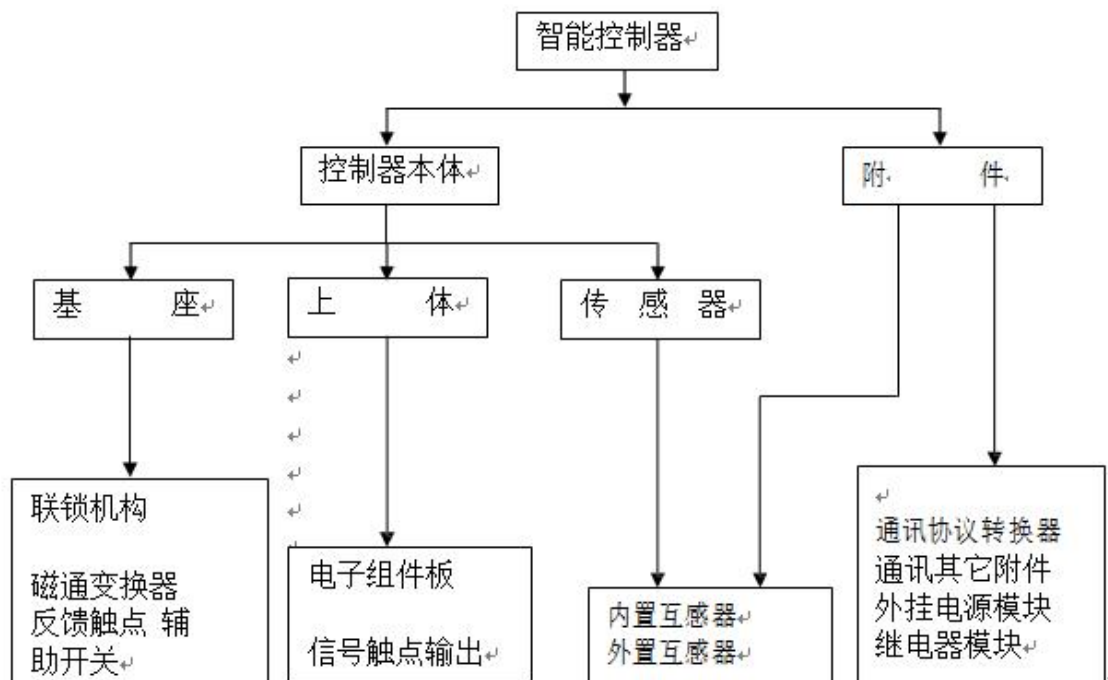 智能控制器
控制器本体
附 件
基 座
上 体
传 感 器
联锁机构
磁通变换器
反馈触点 辅
助开关
电子组件板
信号触点输出
内置互感器
外置互感器
通讯协议转换器
通讯其它附件
外挂电源模块
继电器模块